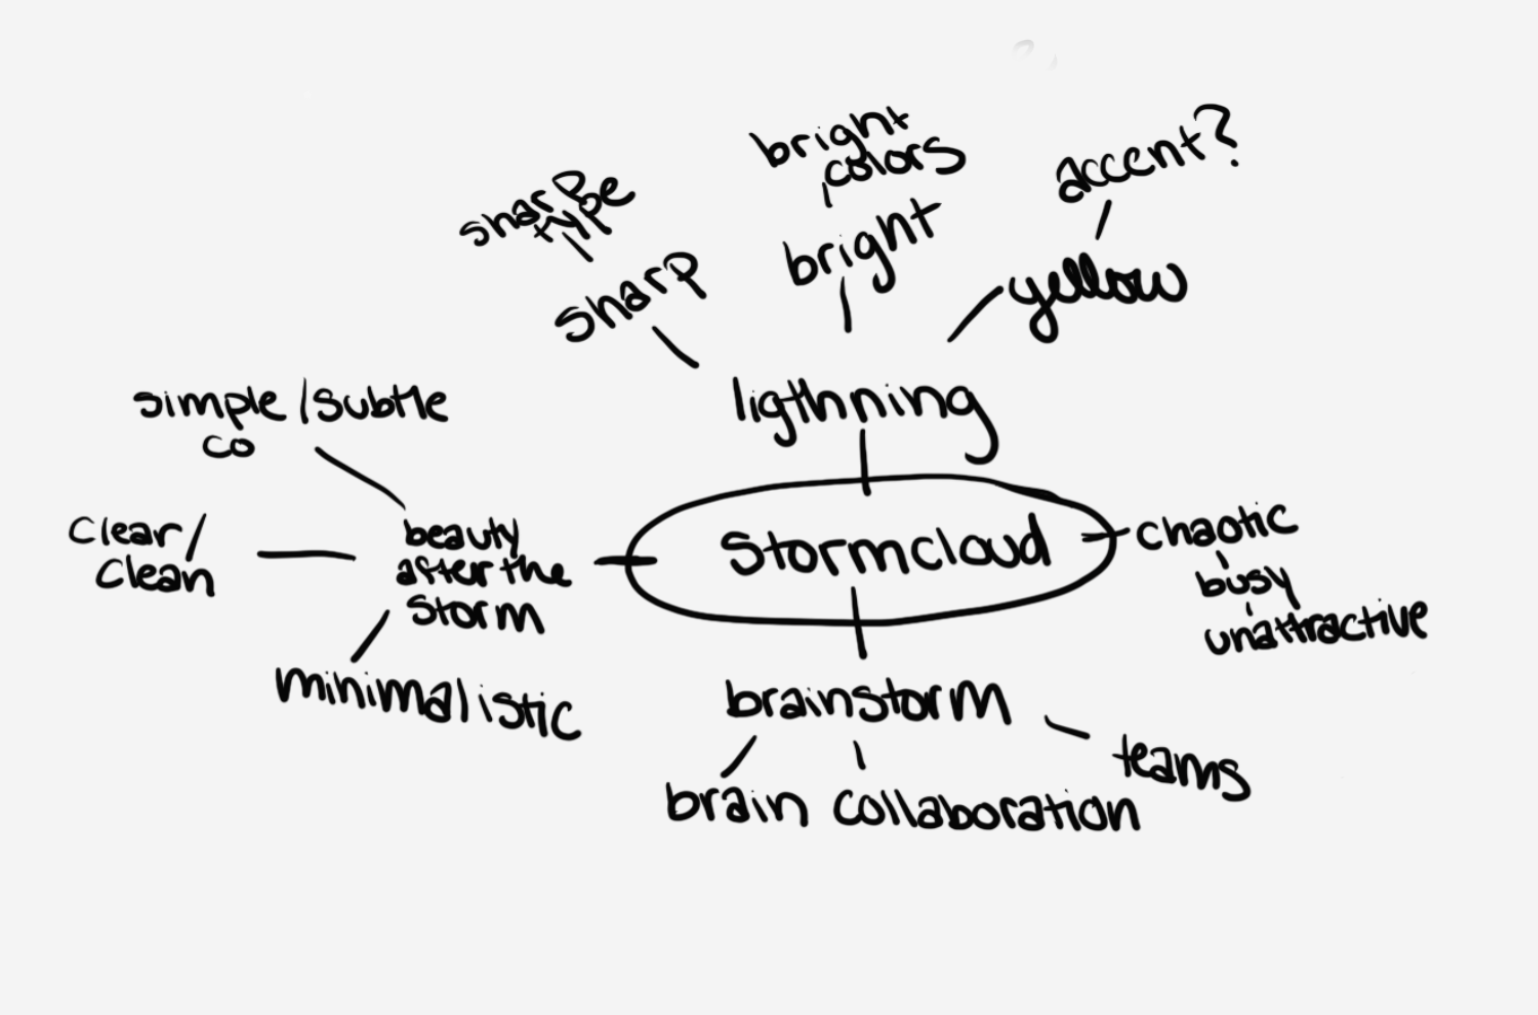 bright
colors
accent?
sharp
type
bright
sharp
yellow
ligthning
simple/subtle
co
Stormcloud
chaotic
busy
unattractive
clear/
clean
beauty
after the
storm
minimalistic
brainstorm
teams
brain collaboration